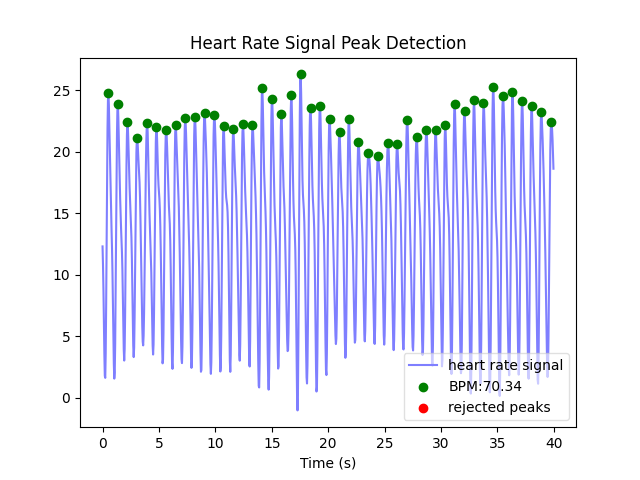 Heart Rate Signal Peak Detection
25
20
15
10
5
0
heart rate signal
BPM:70.34
rejected peaks
0 5 10 15 20 25 30 35 40
Time (s)